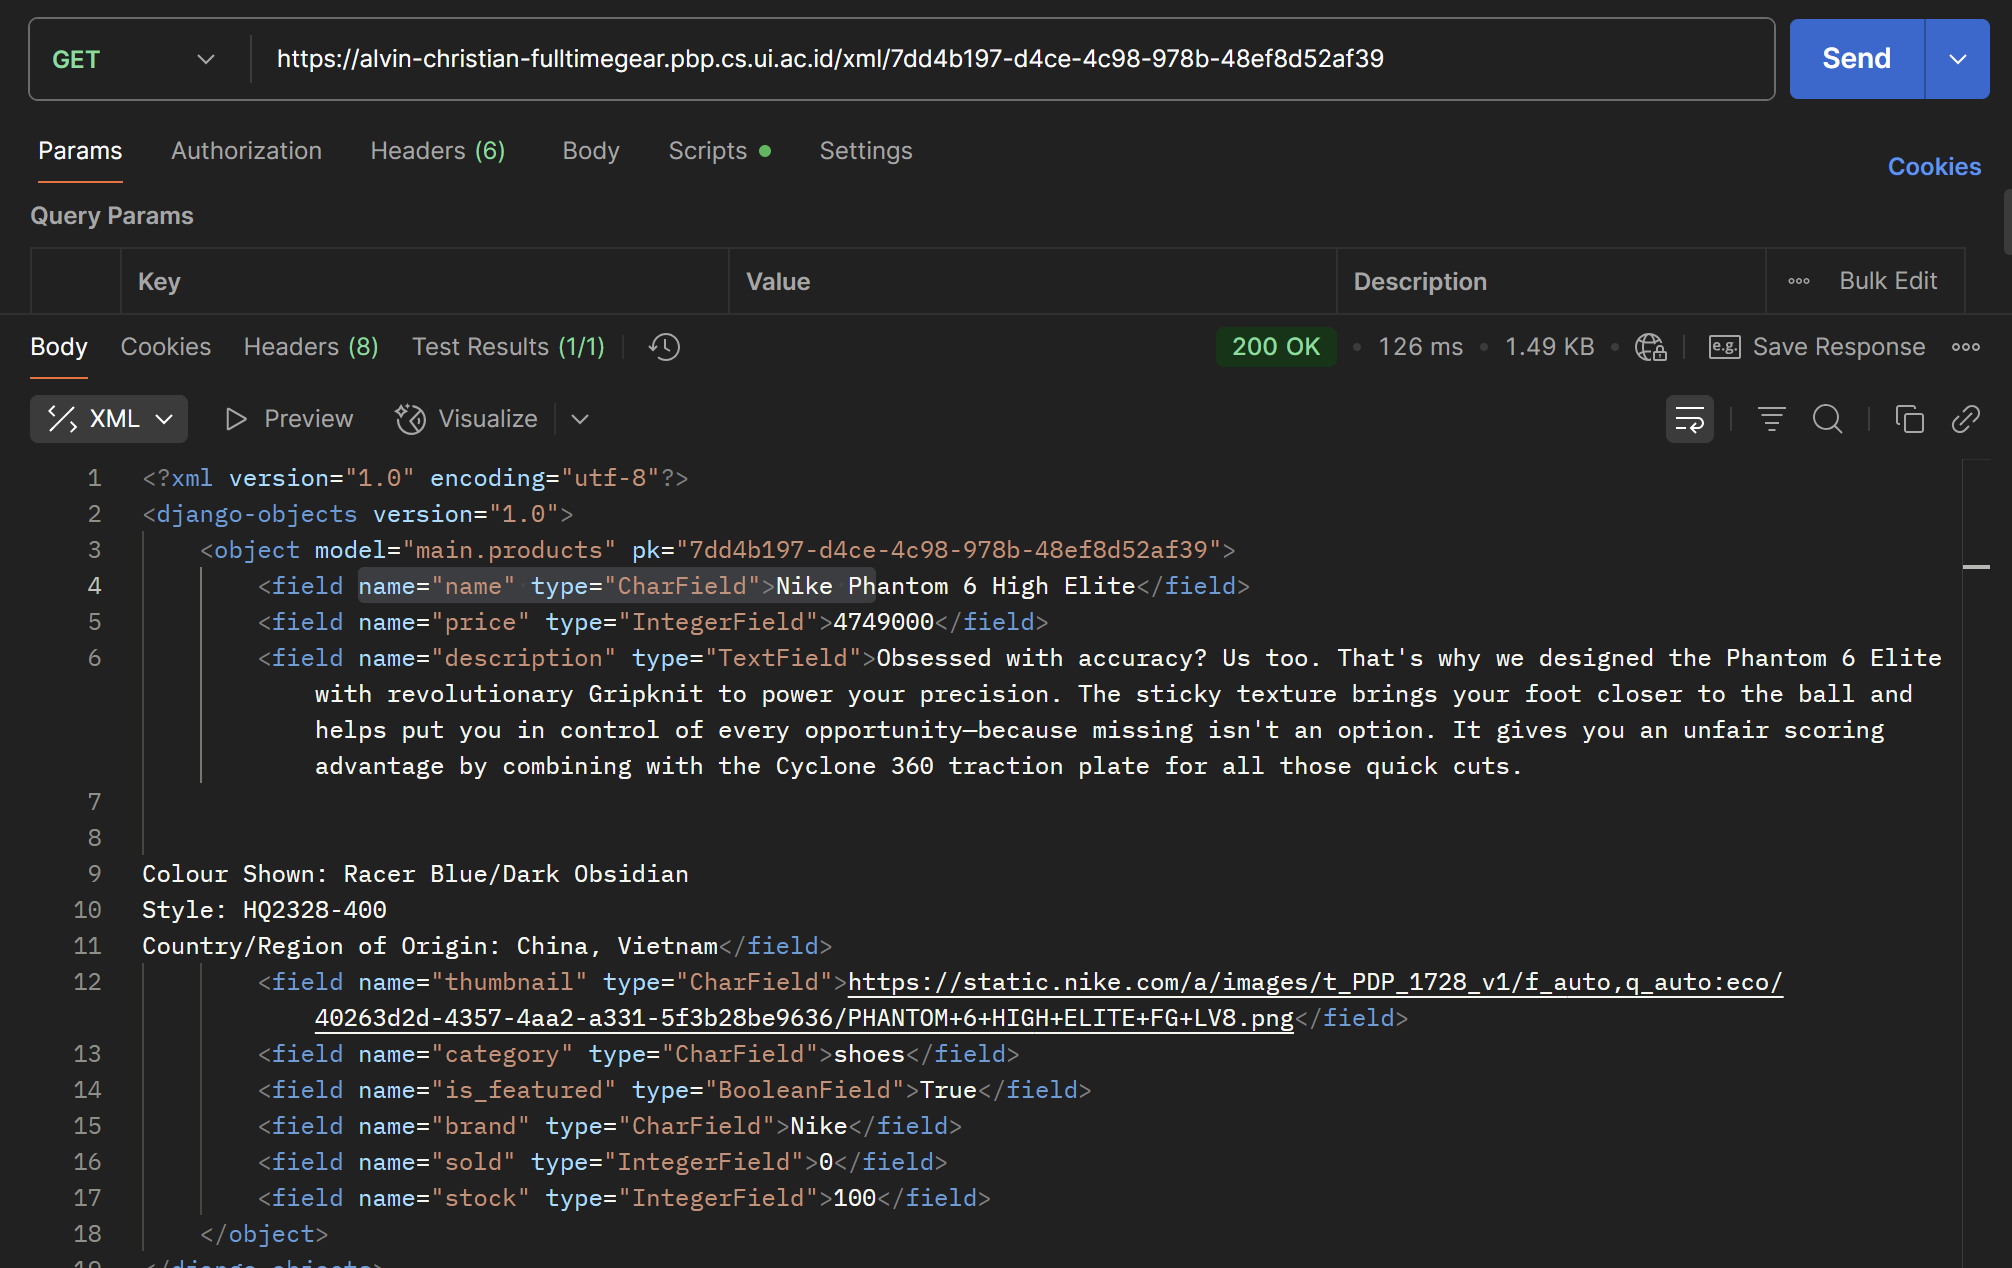 GET https://alvin-christian-fulltimegear.pbp.cs.ui.ac.id/xml/7dd4b197-d4ce-4c98-978b-48ef8d52af39 Send
Params Authorization Headers (6) Body Scripts Settings
Cookies
Query Params
Key Value Description Bulk Edit
Body Cookies Headers (8) Test Results (1/1) 200 OK 126 ms 1.49 KB e.g. Save Response
XML Preview Visualize
1 <?xml version="1.0" encoding="utf-8"?>
2 <django-objects version="1.0">
3 <object model="main.products" pk="7dd4b197-d4ce-4c98-978b-48ef8d52af39">
4 <field name="name" type="CharField">Nike Phantom 6 High Elite</field>
5 <field name="price" type="IntegerField">4749000</field>
6 <field name="description" type="TextField">Obsessed with accuracy? Us too. That's why we designed the Phantom 6 Elite
with revolutionary Gripknit to power your precision. The sticky texture brings your foot closer to the ball and
helps put you in control of every opportunity—because missing isn't an option. It gives you an unfair scoring
advantage by combining with the Cyclone 360 traction plate for all those quick cuts.
7
8
9 Colour Shown: Racer Blue/Dark Obsidian
10 Style: HQ2328-400
11 Country/Region of Origin: China, Vietnam</field>
12 <field name="thumbnail" type="CharField">https://static.nike.com/a/images/t_PDP_1728_v1/f_auto,q_auto:eco/
40263d2d-4357-4aa2-a331-5f3b28be9636/PHANTOM+6+HIGH+ELITE+FG+LV8.png</field>
13 <field name="category" type="CharField">shoes</field>
14 <field name="is_featured" type="BooleanField">True</field>
15 <field name="brand" type="CharField">Nike</field>
16 <field name="sold" type="IntegerField">0</field>
17 <field name="stock" type="IntegerField">100</field>
18 </object>
19 </django-objects>